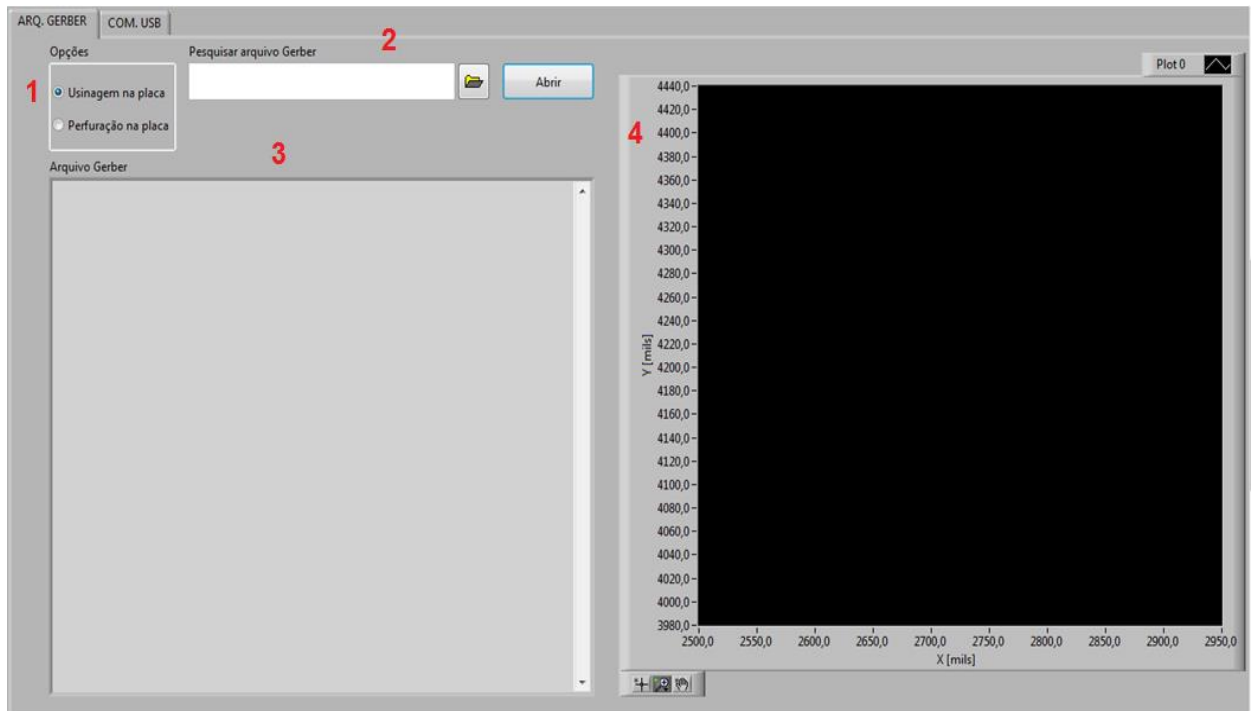 ARQ. GERBER COM. USB
Opções
Pesquisar arquivo Gerber
2
1
Usinagem na placa
Perfuração na placa
Abrir
3
Arquivo Gerber
Plot 0
4
4440,0
4420,0
4400,0
4380,0
4360,0
4340,0
4320,0
4300,0
4280,0
4260,0
4240,0
4220,0
4200,0
4180,0
4160,0
4140,0
4120,0
4100,0
4080,0
4060,0
4040,0
4020,0
4000,0
3980,0
Y [mils]
2500,0 2550,0 2600,0 2650,0 2700,0 2750,0 2800,0 2850,0 2900,0 2950,0
X [mils]